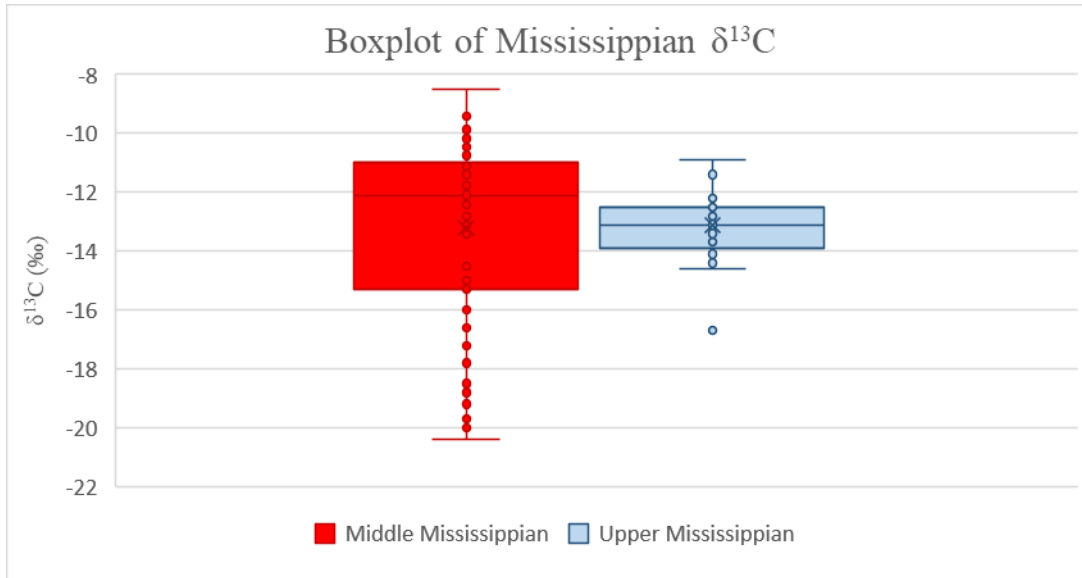 Boxplot of Mississippian δ¹³C
-8
-10
-12
-14
-16
-18
-20
-22
δ¹³C (‰)
Middle Mississippian Upper Mississippian